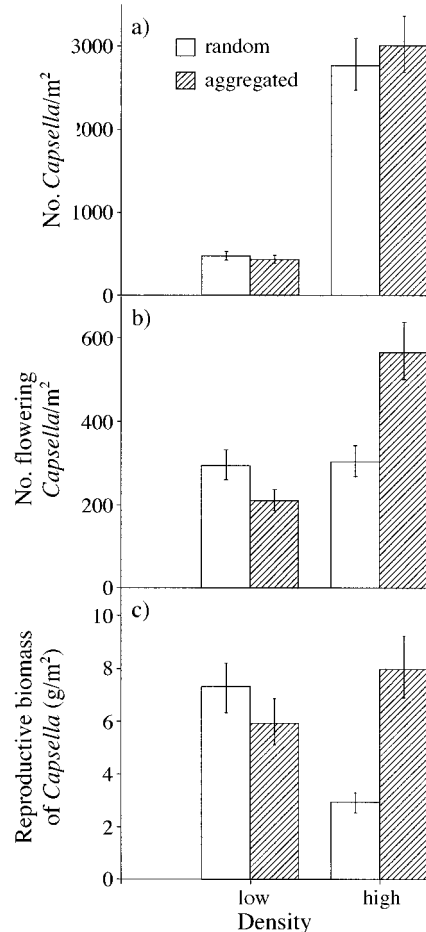 a)
random
aggregated
No. Capsella/m²
3000
2000
1000
0
b)
No. flowering
Capsella/m²
600
400
200
0
c)
Reproductive biomass
of Capsella (g/m²)
10
8
6
4
2
0
low
high
Density